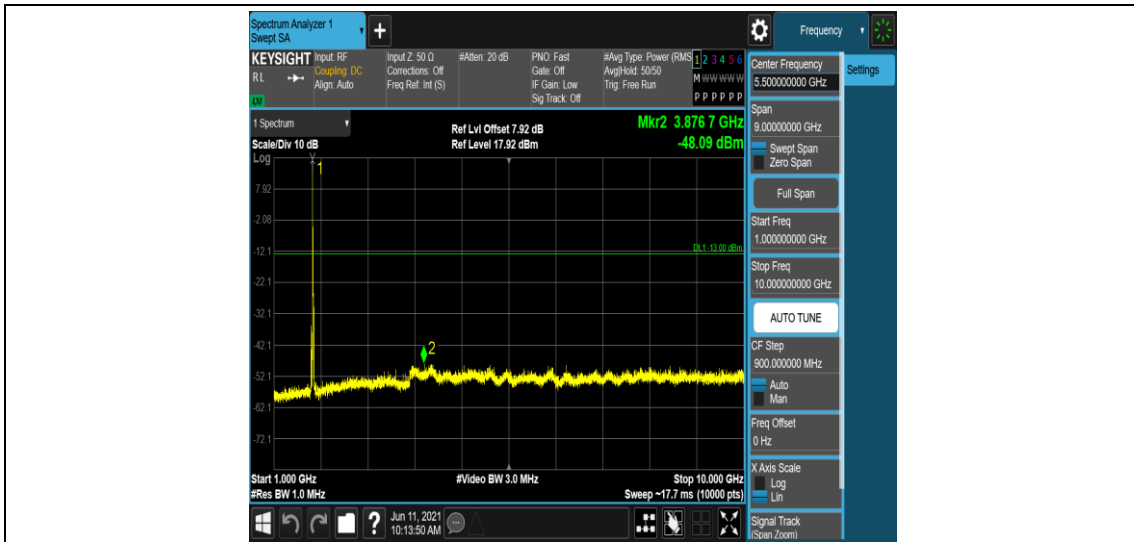 Spectrum Analyzer 1
Swept SA
+
Frequency
KEYSIGHT
RL
LXI
Input: RF
Coupling: DC
Align: Auto
Input Z: 50 Ω
Corrections: Off
Freq Ref: Int (S)
#Atten: 20 dB
PNO: Fast
Gate: Off
IF Gain: Low
Sig Track: Off
#Avg Type: Power (RMS
Avg|Hold: 50/50
Trig: Free Run
1 2 3 4 5 6
M W W W W W
P P P P P P
1 Spectrum
Scale/Div 10 dB
Log
Ref Lvl Offset 7.92 dB
Ref Level 17.92 dBm
Mkr2 3.876 7 GHz
-48.09 dBm
1
7.92
-2.08
-12.1
DL1 -13.00 dBm
-22.1
-32.1
-42.1
2
-52.1
-62.1
-72.1
Start 1.000 GHz
#Res BW 1.0 MHz
#Video BW 3.0 MHz
Stop 10.000 GHz
Sweep ~17.7 ms (10000 pts)
Center Frequency
5.500000000 GHz
Settings
Span
9.00000000 GHz
Swept Span
Zero Span
Full Span
Start Freq
1.000000000 GHz
Stop Freq
10.000000000 GHz
AUTO TUNE
CF Step
900.000000 MHz
Auto
Man
Freq Offset
0 Hz
X Axis Scale
Log
Lin
Signal Track
(Span Zoom)
?
Jun 11, 2021
10:13:50 AM